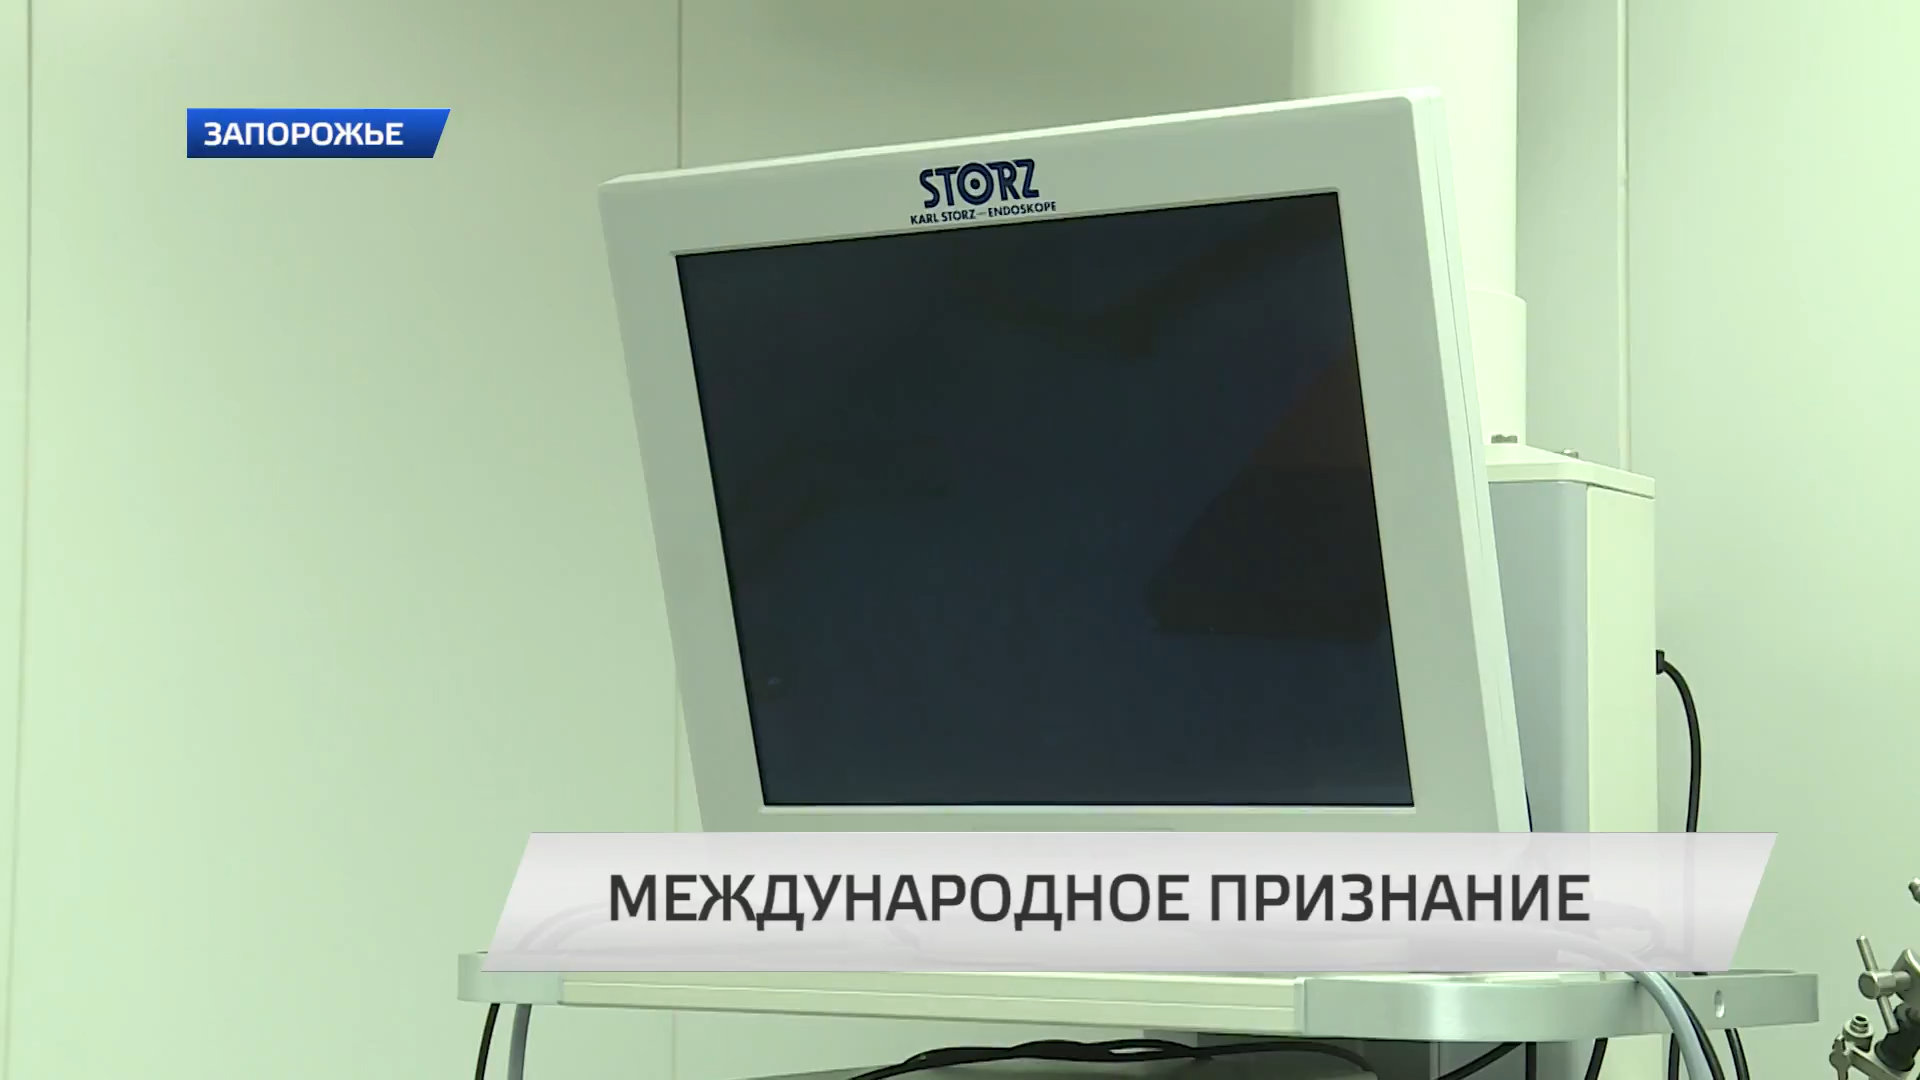 ЗАПОРОЖЬЕ
STORZ
KARL STORZ — ENDOSKOPE
МЕЖДУНАРОДНОЕ ПРИЗНАНИЕ